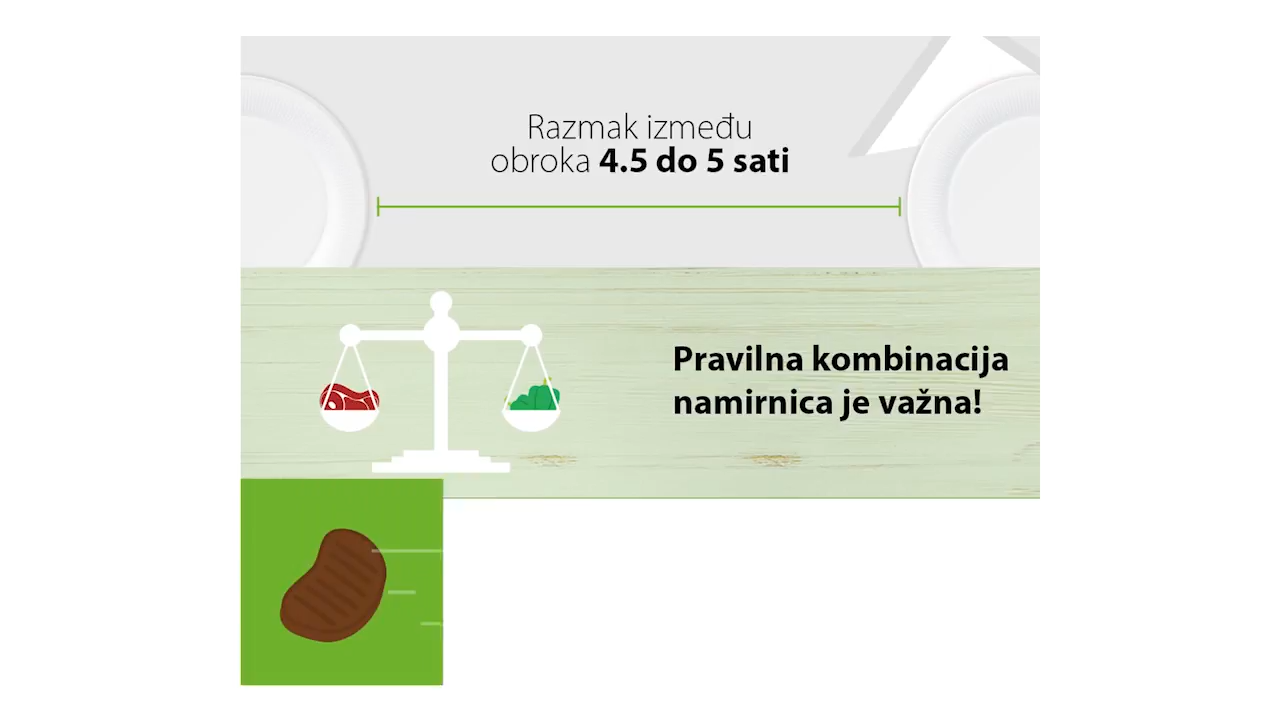 Razmak između
obroka 4.5 do 5 sati
Pravilna kombinacija
namirnica je važna!